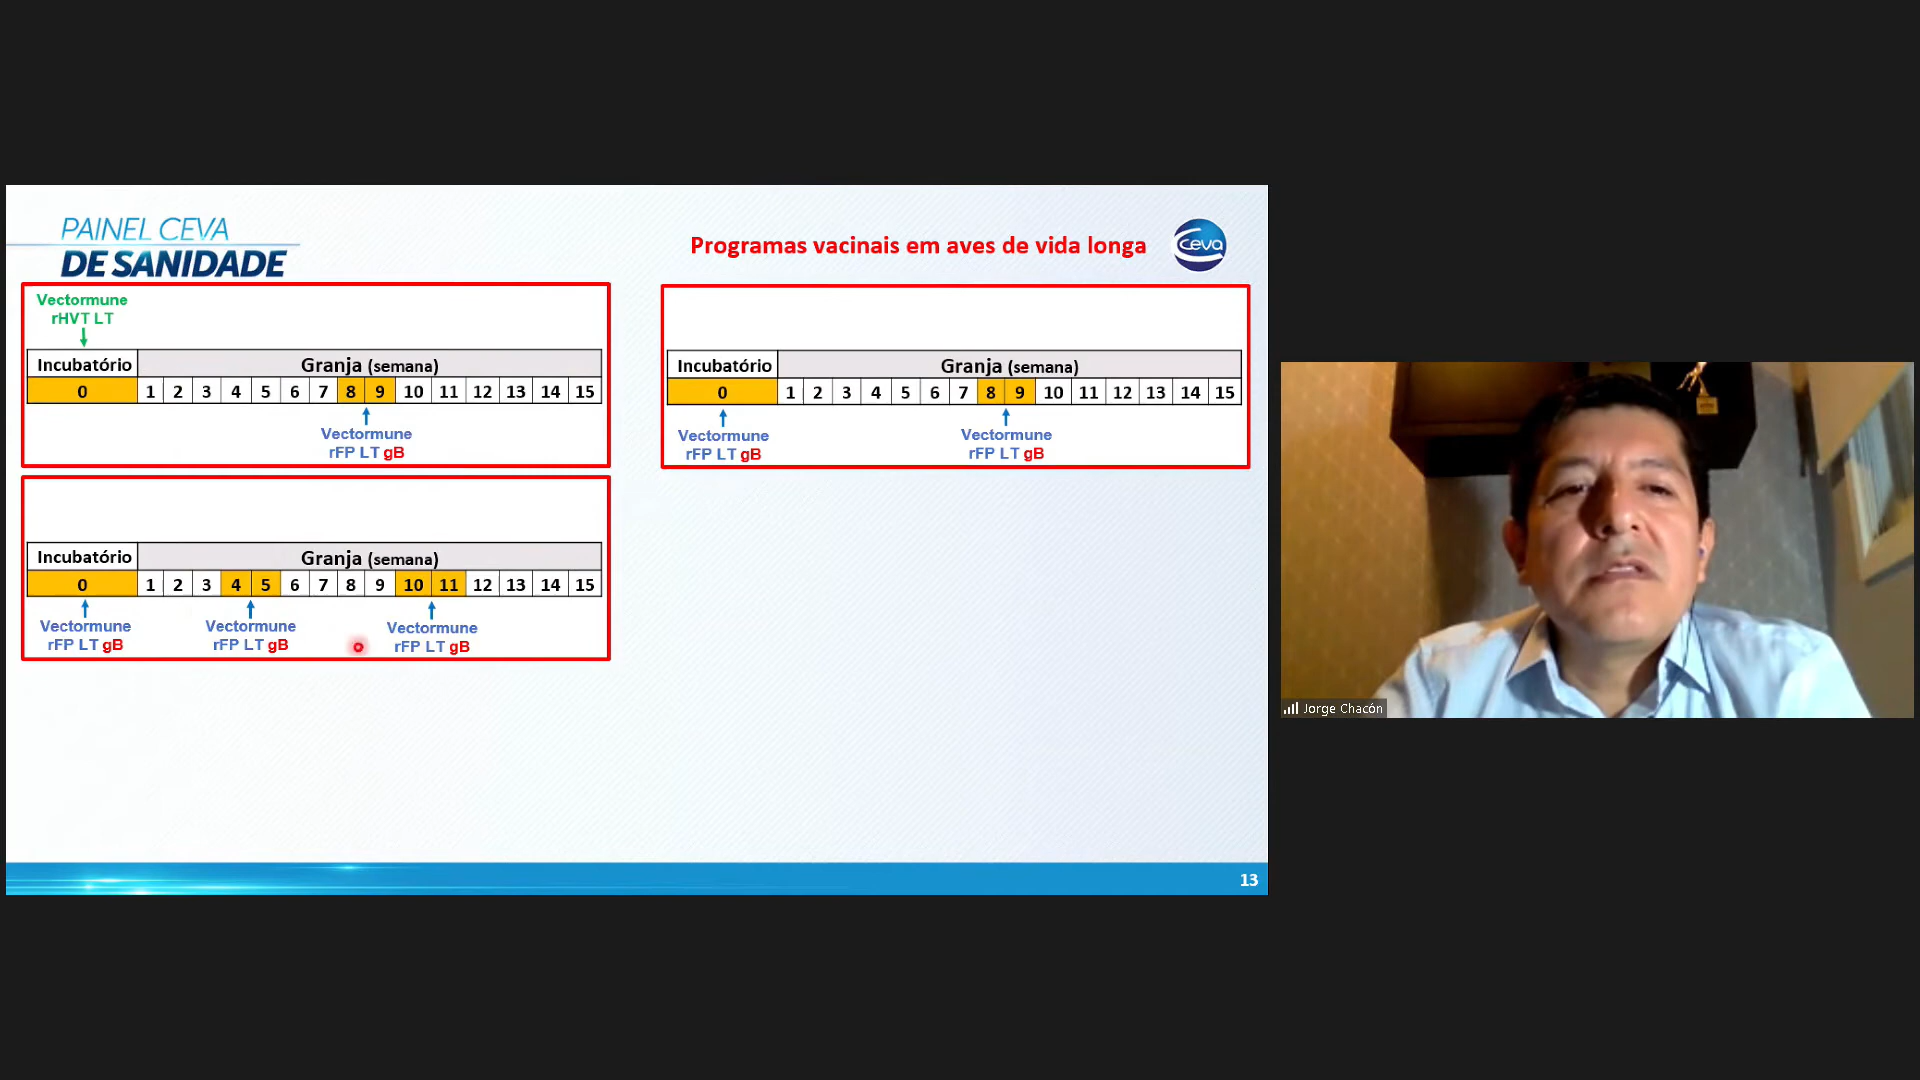 PAINEL CEVA
DE SANIDADE
Programas vacinais em aves de vida longa
ceva
Vectormune
rHVT LT
Incubatório Granja (semana)
0 1 2 3 4 5 6 7 8 9 10 11 12 13 14 15
Vectormune
rFP LT gB
Incubatório Granja (semana)
0 1 2 3 4 5 6 7 8 9 10 11 12 13 14 15
Vectormune Vectormune
rFP LT gB rFP LT gB
Incubatório Granja (semana)
0 1 2 3 4 5 6 7 8 9 10 11 12 13 14 15
Vectormune Vectormune Vectormune
rFP LT gB rFP LT gB rFP LT gB
13
Jorge Chacón